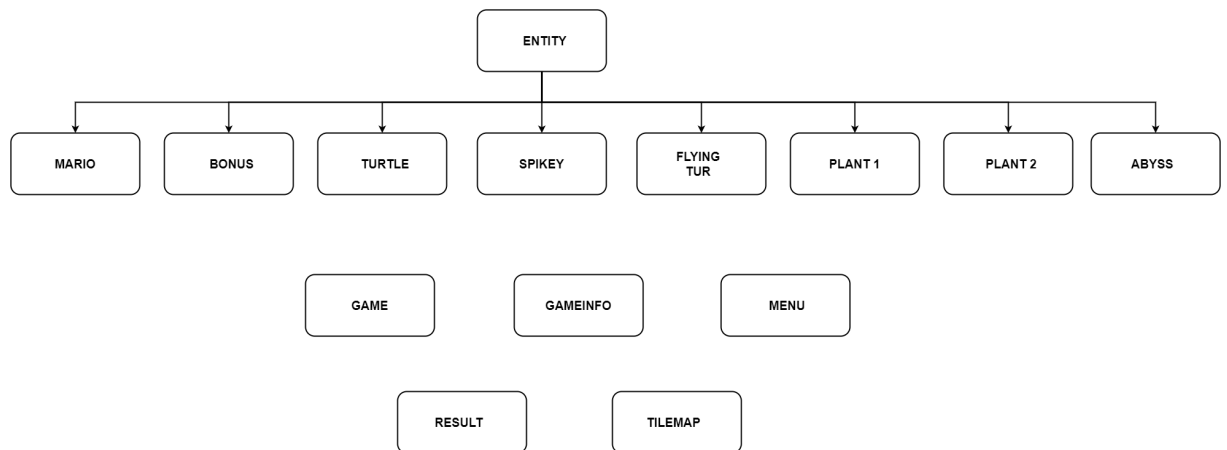 ENTITY
MARIO
BONUS
TURTLE
SPIKEY
FLYING
TUR
PLANT 1
PLANT 2
ABYSS
GAME
GAMEINFO
MENU
RESULT
TILEMAP